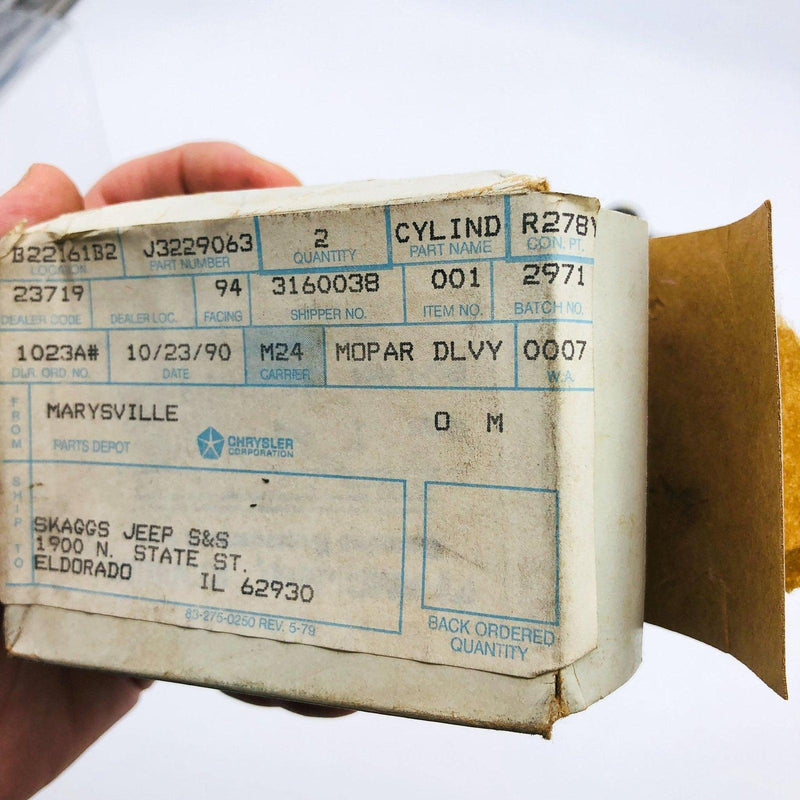 B22161B2 J3229063 2 CYLIND R278Y
LOCATION PART NUMBER QUANTITY PART NAME CON. PT.
23719 94 3160038 001 2971
DEALER CODE DEALER LOC. FACING SHIPPER NO. ITEM NO. BATCH NO.
1023A# 10/23/90 M24 MOPAR DLVY 0007
DLR. ORD NO. DATE CARRIER W.A.
FROM
MARYSVILLE O M
PARTS DEPOT CHRYSLER
CORPORATION
SHIP TO
SKAGGS JEEP S&S
1900 N. STATE ST.
ELDORADO IL 62930
83-275-0250 REV. 5-79
BACK ORDERED
QUANTITY